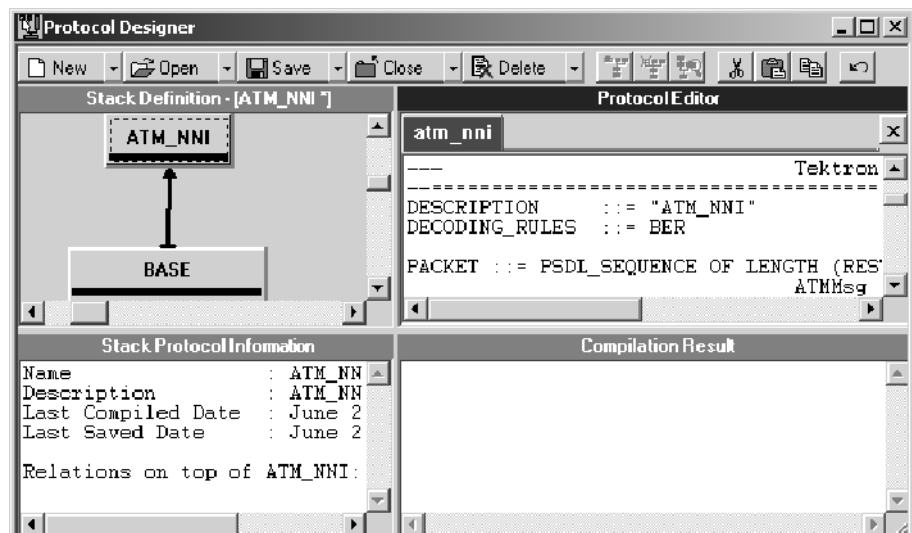 Protocol Designer
New Open Save Close Delete
Stack Definition - [ATM_NNI *]
ATM_NNI
BASE
Protocol Editor
atm_nni
--- Tektron
--===========================================
DESCRIPTION ::= "ATM_NNI"
DECODING_RULES ::= BER
PACKET ::= PSDL_SEQUENCE OF LENGTH (RES
ATMMsg
Stack Protocol Information
Name : ATM_NN
Description : ATM_NN
Last Compiled Date : June 2
Last Saved Date : June 2
Relations on top of ATM_NNI:
Compilation Result